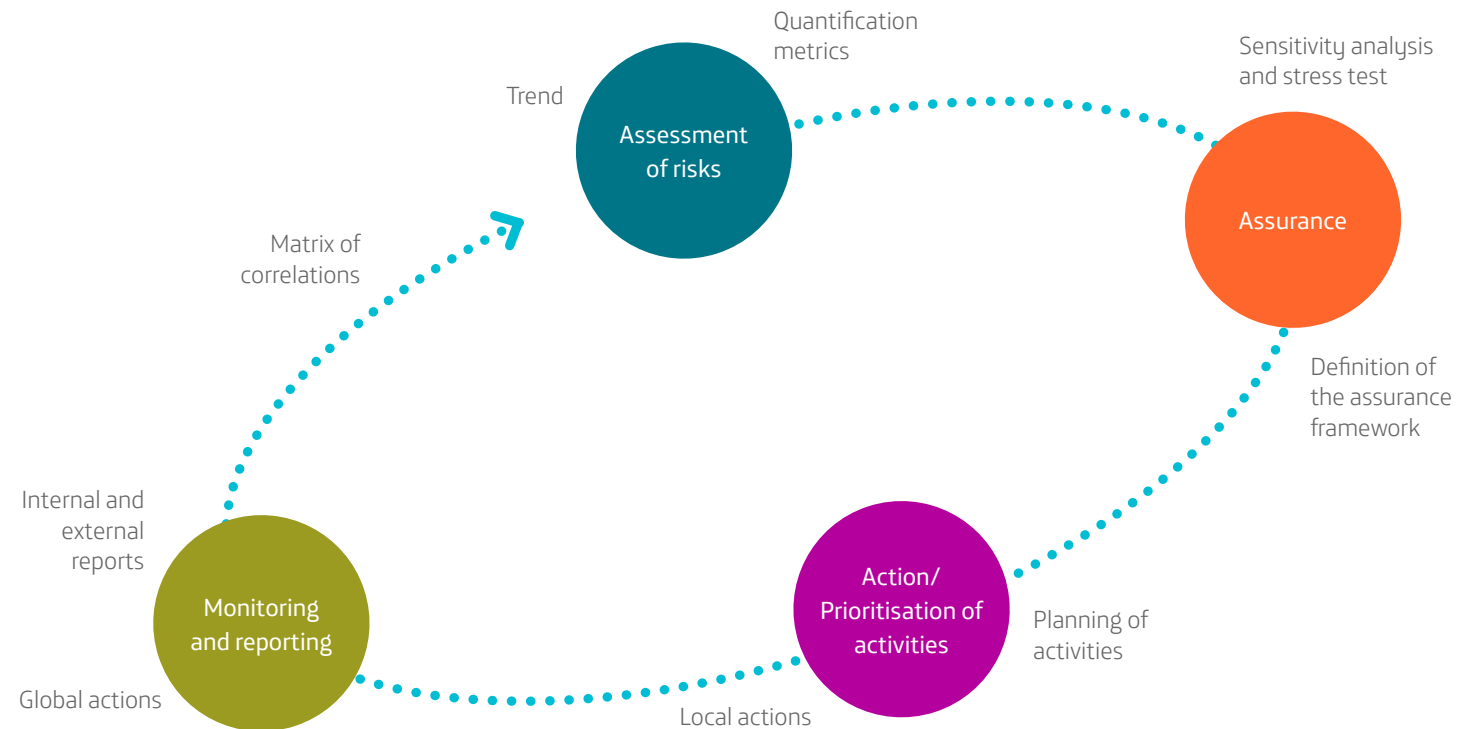 Quantification
metrics
Sensitivity analysis
and stress test
Trend
Assessment
of risks
Assurance
Matrix of
correlations
Definition of
the assurance
framework
Internal and
external
reports
Action/
Prioritisation of
activities
Monitoring
and reporting
Planning of
activities
Global actions
Local actions